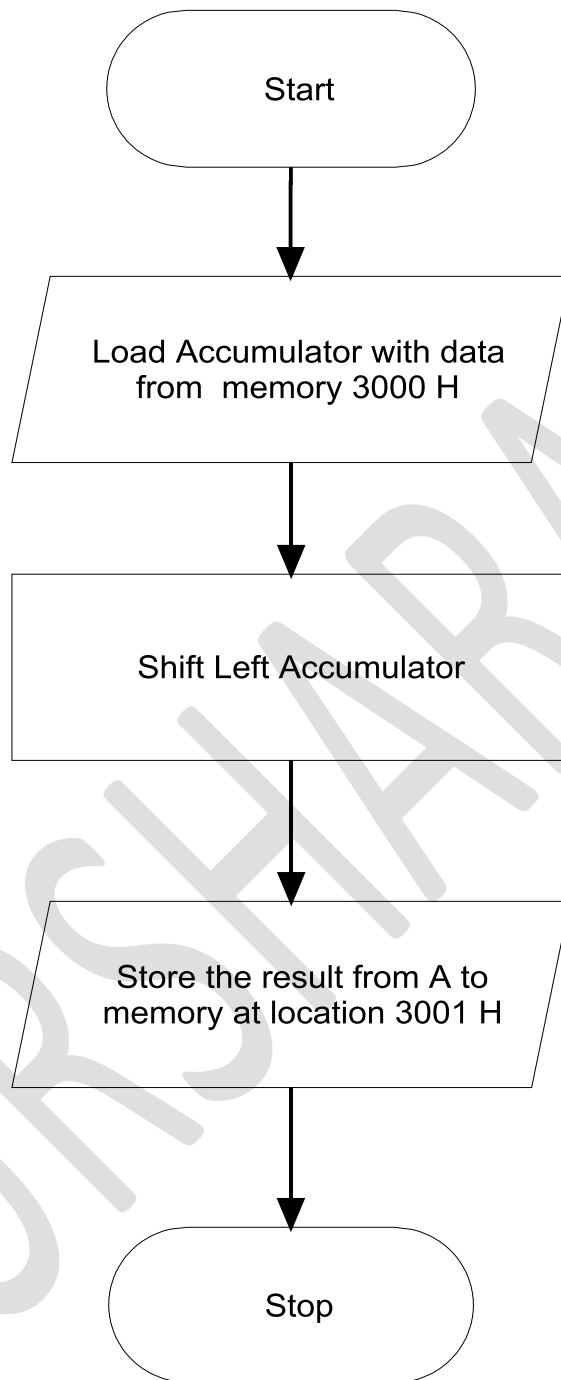 Start
Load Accumulator with data
from memory 3000 H
Shift Left Accumulator
Store the result from A to
memory at location 3001 H
Stop